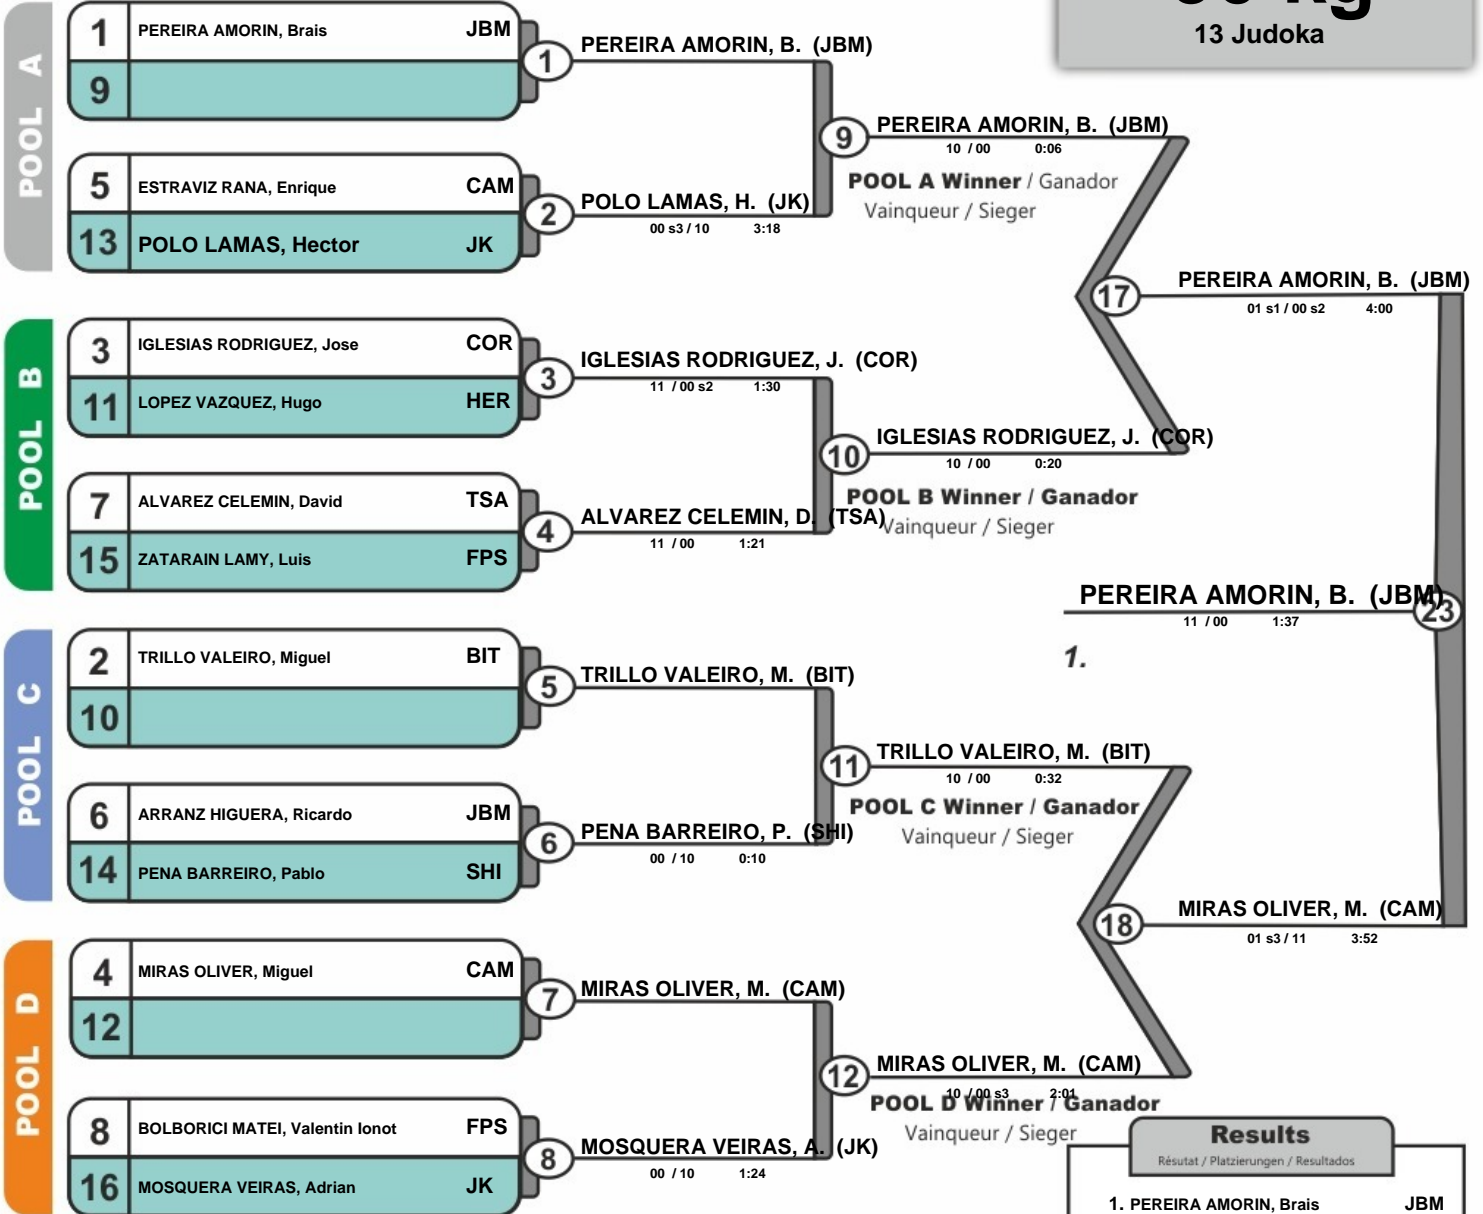 13 Judoka
POOL A
1 PEREIRA AMORIN, Brais JBM
9
1 PEREIRA AMORIN, B. (JBM)
5 ESTRAVIZ RANA, Enrique CAM
13 POLO LAMAS, Hector JK
2 POLO LAMAS, H. (JK)
00 s3 / 10 3:18
9 PEREIRA AMORIN, B. (JBM)
10 / 00 0:06
POOL A Winner / Ganador
Vainqueur / Sieger
POOL B
3 IGLESIAS RODRIGUEZ, Jose COR
11 LOPEZ VAZQUEZ, Hugo HER
3 IGLESIAS RODRIGUEZ, J. (COR)
11 / 00 s2 1:30
7 ALVAREZ CELEMIN, David TSA
15 ZATARAIN LAMY, Luis FPS
4 ALVAREZ CELEMIN, D. (TSA)
11 / 00 1:21
10 IGLESIAS RODRIGUEZ, J. (COR)
10 / 00 0:20
POOL B Winner / Ganador
Vainqueur / Sieger
17 PEREIRA AMORIN, B. (JBM)
01 s1 / 00 s2 4:00
PEREIRA AMORIN, B. (JBM) 23
11 / 00 1:37
1.
POOL C
2 TRILLO VALEIRO, Miguel BIT
10
5 TRILLO VALEIRO, M. (BIT)
6 ARRANZ HIGUERA, Ricardo JBM
14 PENA BARREIRO, Pablo SHI
6 PENA BARREIRO, P. (SHI)
00 / 10 0:10
11 TRILLO VALEIRO, M. (BIT)
10 / 00 0:32
POOL C Winner / Ganador
Vainqueur / Sieger
POOL D
4 MIRAS OLIVER, Miguel CAM
12
7 MIRAS OLIVER, M. (CAM)
8 BOLBORICI MATEI, Valentin Ionot FPS
16 MOSQUERA VEIRAS, Adrian JK
8 MOSQUERA VEIRAS, A. (JK)
00 / 10 1:24
12 MIRAS OLIVER, M. (CAM)
10 / 00 s3 2:01
POOL D Winner / Ganador
Vainqueur / Sieger
18 MIRAS OLIVER, M. (CAM)
01 s3 / 11 3:52
Results
Résutat / Platzierungen / Resultados
1. PEREIRA AMORIN, Brais JBM